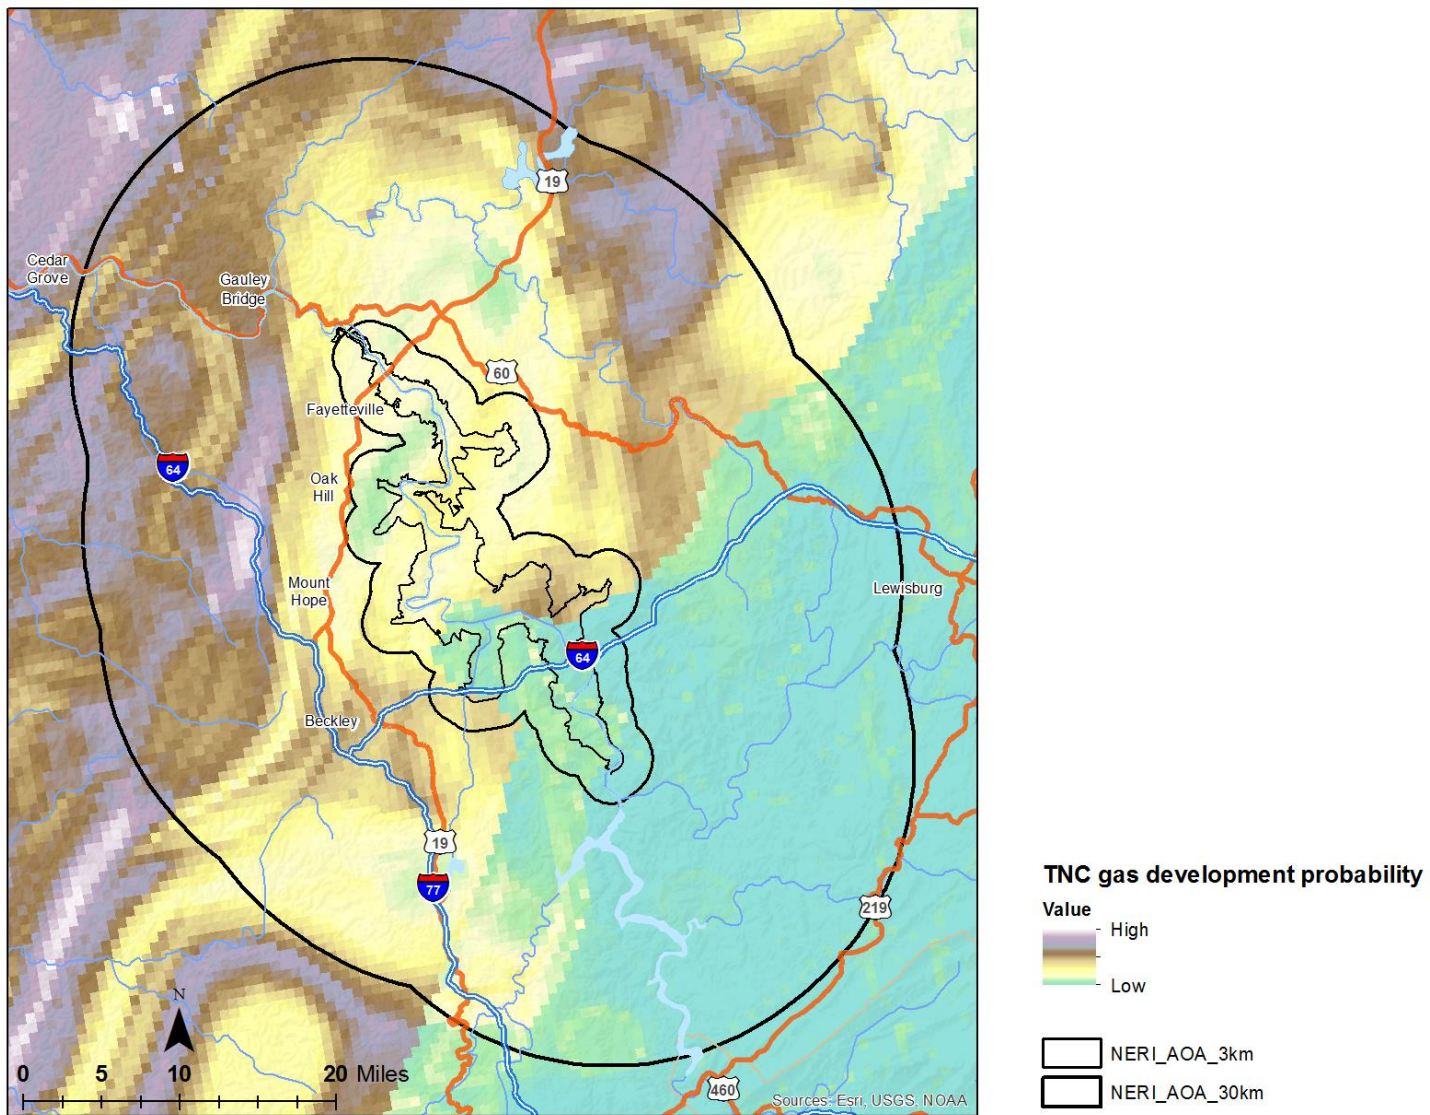 19
Cedar
Grove
Gauley
Bridge
60
Fayetteville
64
Oak
Hill
Mount
Hope
Lewisburg
64
Beckley
19
77
219
N
0 5 10 20 Miles
460
Sources: Esri, USGS, NOAA
TNC gas development probability
Value
High
Low
NERI_AOA_3km
NERI_AOA_30km